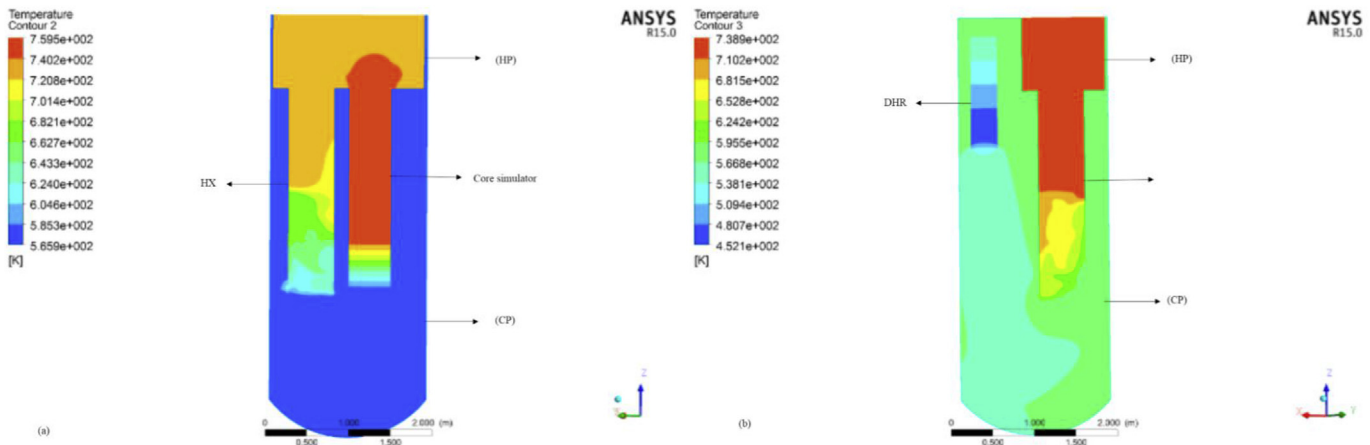 Temperature
Contour 2
7.595e+002
7.402e+002
7.208e+002
7.014e+002
6.821e+002
6.627e+002
6.433e+002
6.240e+002
6.046e+002
5.853e+002
5.659e+002
[K]
ANSYS
R15.0
(HP)
HX
Core simulator
(CP)
Z
(a)
0
1.000
2.000
(m)
0.500
1.500
Temperature
Contour 3
7.389e+002
7.102e+002
6.815e+002
6.528e+002
6.242e+002
5.955e+002
5.668e+002
5.381e+002
5.094e+002
4.807e+002
4.521e+002
[K]
ANSYS
R15.0
(HP)
DHR
(CP)
Z
X
Y
(b)
0
1.000
2.000
(m)
0.500
1.500